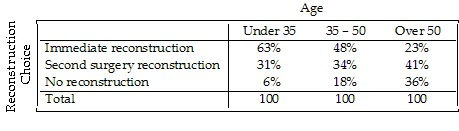 Age
Reconstruction
Choice
Under 35 35 – 50 Over 50
Immediate reconstruction 63% 48% 23%
Second surgery reconstruction 31% 34% 41%
No reconstruction 6% 18% 36%
Total 100 100 100